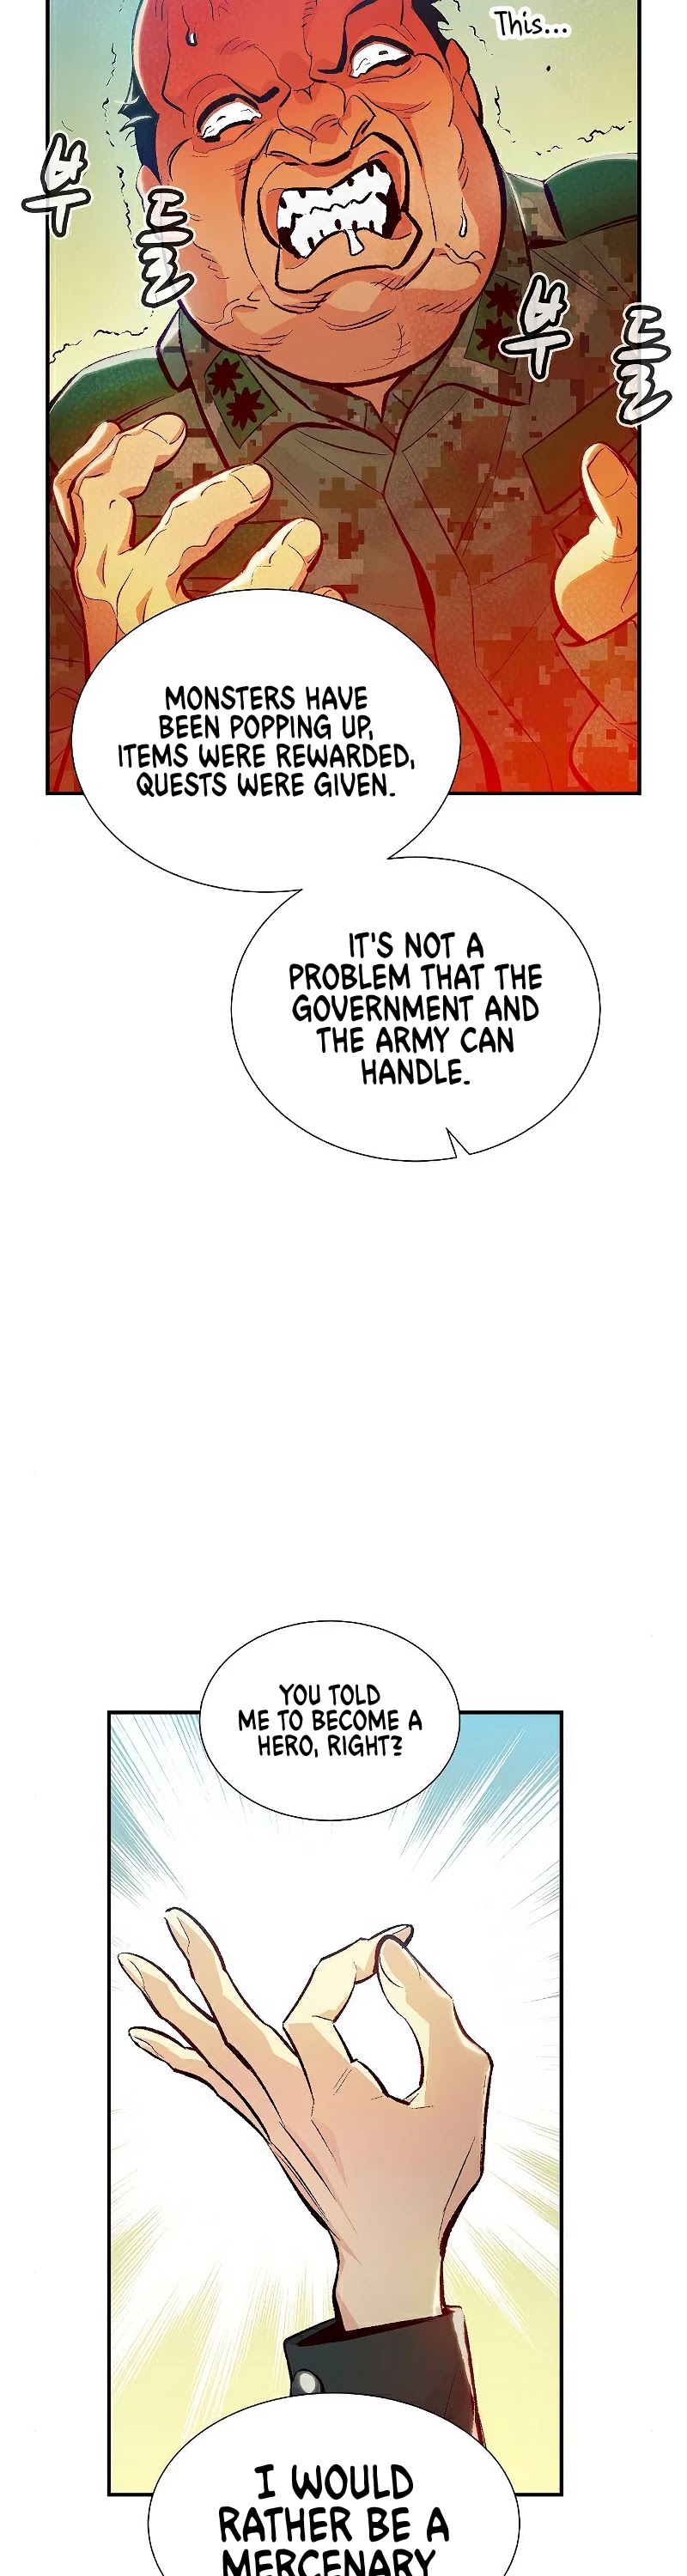 This...
부
들
부
들
MONSTERS HAVE
BEEN POPPING UP,
ITEMS WERE REWARDED,
QUESTS WERE GIVEN.
IT'S NOT A
PROBLEM THAT THE
GOVERNMENT AND
THE ARMY CAN
HANDLE.
YOU TOLD
ME TO BECOME A
HERO, RIGHT?
I WOULD
RATHER BE A
MERCENARY